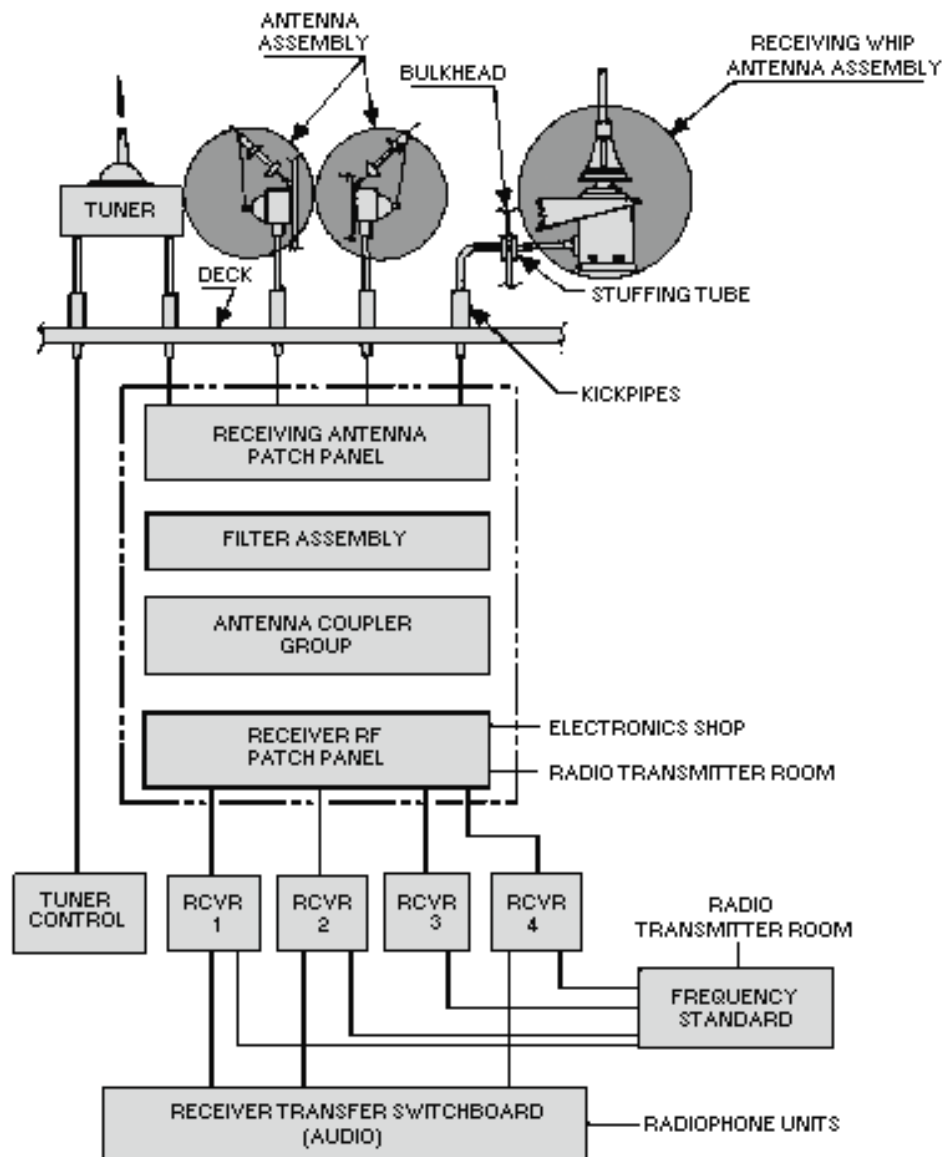 ANTENNA
ASSEMBLY
RECEIVING WHIP
ANTENNA ASSEMBLY
BULKHEAD
TUNER
DECK
STUFFING TUBE
KICKPIPES
RECEIVING ANTENNA
PATCH PANEL
FILTER ASSEMBLY
ANTENNA COUPLER
GROUP
RECEIVER RF
PATCH PANEL
ELECTRONICS SHOP
RADIO TRANSMITTER ROOM
TUNER
CONTROL
RCVR
1
RCVR
2
RCVR
3
RCVR
4
RADIO
TRANSMITTER ROOM
FREQUENCY
STANDARD
RECEIVER TRANSFER SWITCHBOARD
(AUDIO)
RADIOPHONE UNITS